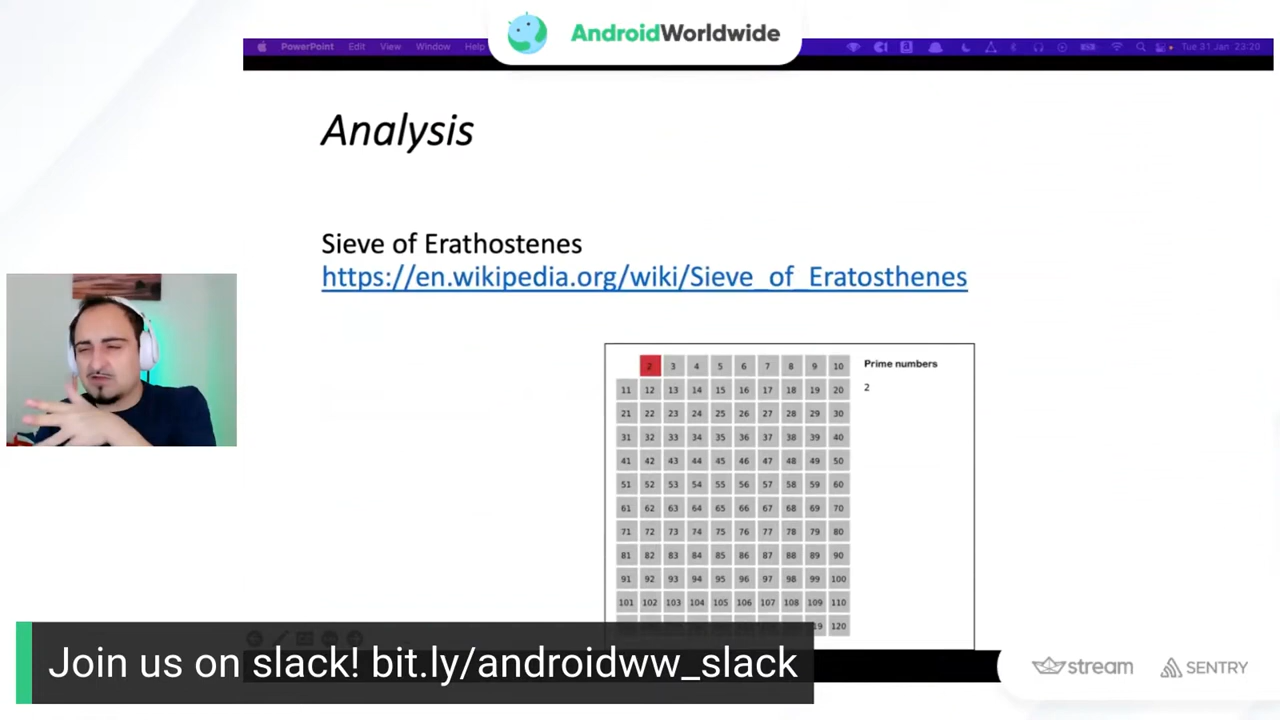 AndroidWorldwide
PowerPoint Edit View Window Help
Tue 31 Jan 23:20
Analysis
Sieve of Erathostenes
https://en.wikipedia.org/wiki/Sieve_of_Eratosthenes
2 3 4 5 6 7 8 9 10 Prime numbers
11 12 13 14 15 16 17 18 19 20 2
21 22 23 24 25 26 27 28 29 30
31 32 33 34 35 36 37 38 39 40
41 42 43 44 45 46 47 48 49 50
51 52 53 54 55 56 57 58 59 60
61 62 63 64 65 66 67 68 69 70
71 72 73 74 75 76 77 78 79 80
81 82 83 84 85 86 87 88 89 90
91 92 93 94 95 96 97 98 99 100
101 102 103 104 105 106 107 108 109 110
120
Join us on slack! bit.ly/androidww_slack
stream SENTRY